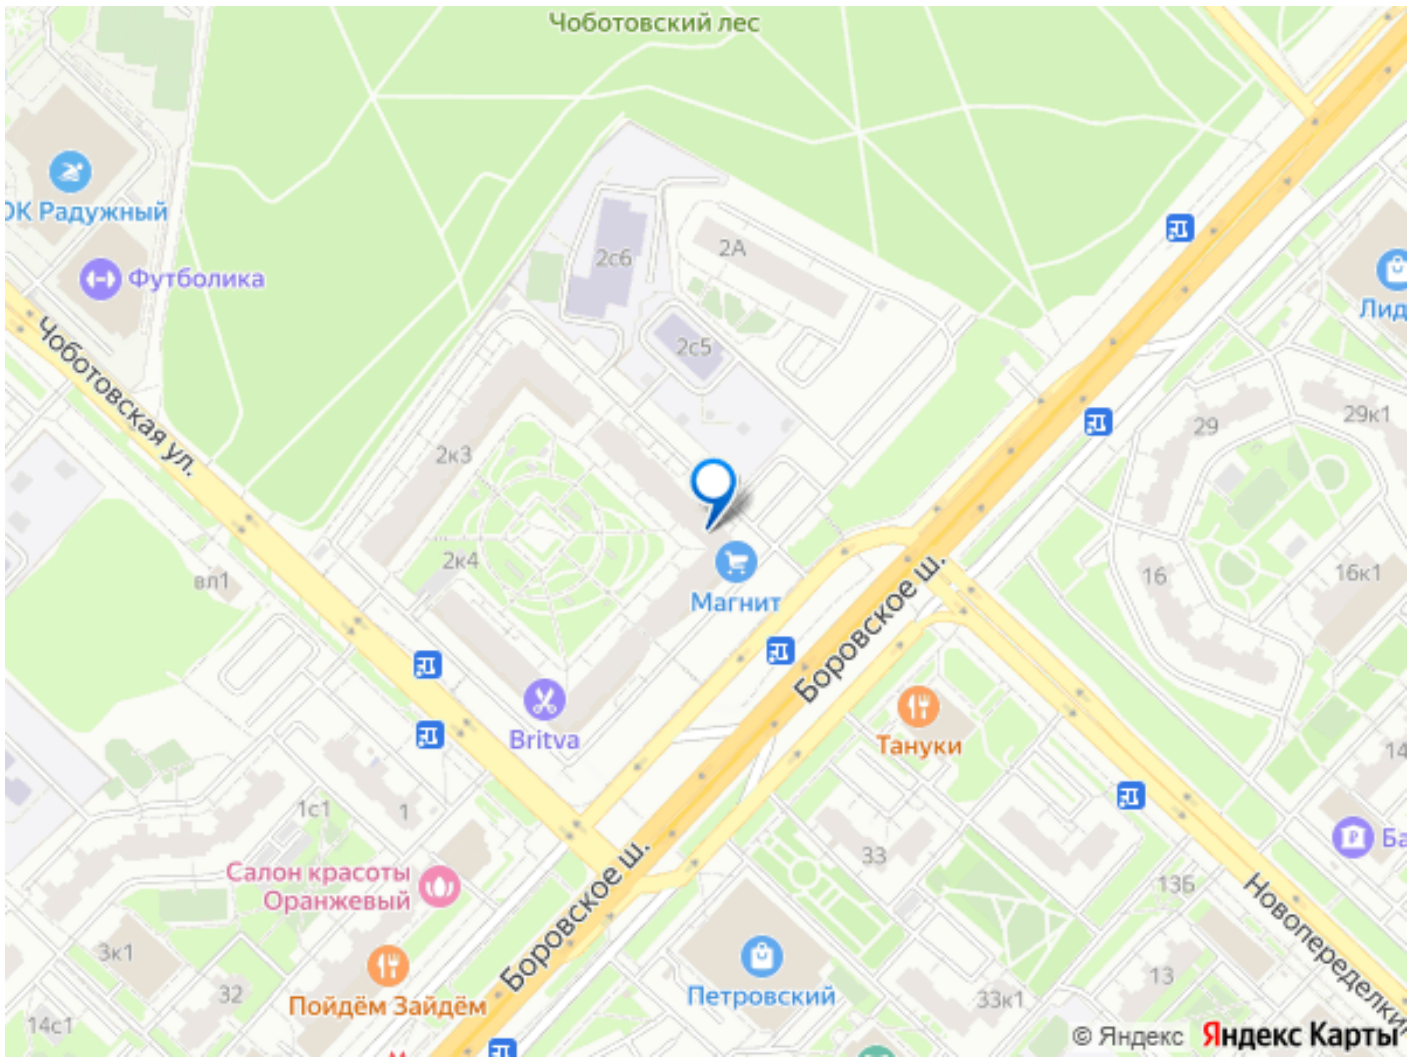 Чоботовский лес
ОК Радужный
Футболика
2с6
2А
2с5
Лид
Чоботовская ул.
2к3
29
29к1
2к4
вл1
Магнит
16
16к1
Боровское ш.
Britva
Тануки
14
1с1
1
33
Ба
Салон красоты
Оранжевый
13Б
Боровское ш.
Новопеределки
3к1
32
Пойдём Зайдём
Петровский
33к1
13
14с1
© Яндекс Яндекс Карты